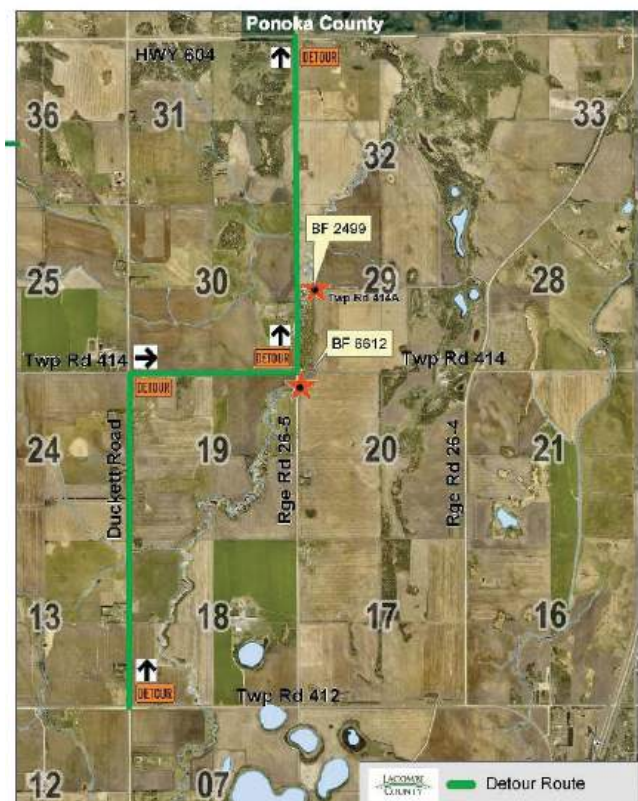 Ponoka County
HWY 604
DETOUR
36
31
33
32
BF 2499
25
30
29
28
Twp Rd 414A
Twp Rd 414
DETOUR
BF 6612
Twp Rd 414
DETOUR
24
19
20
21
Duckett Road
Rge Rd 26-5
Rge Rd 26-4
13
18
17
16
DETOUR
Twp Rd 412
12
07
LACOMBE
COUNTY
Detour Route